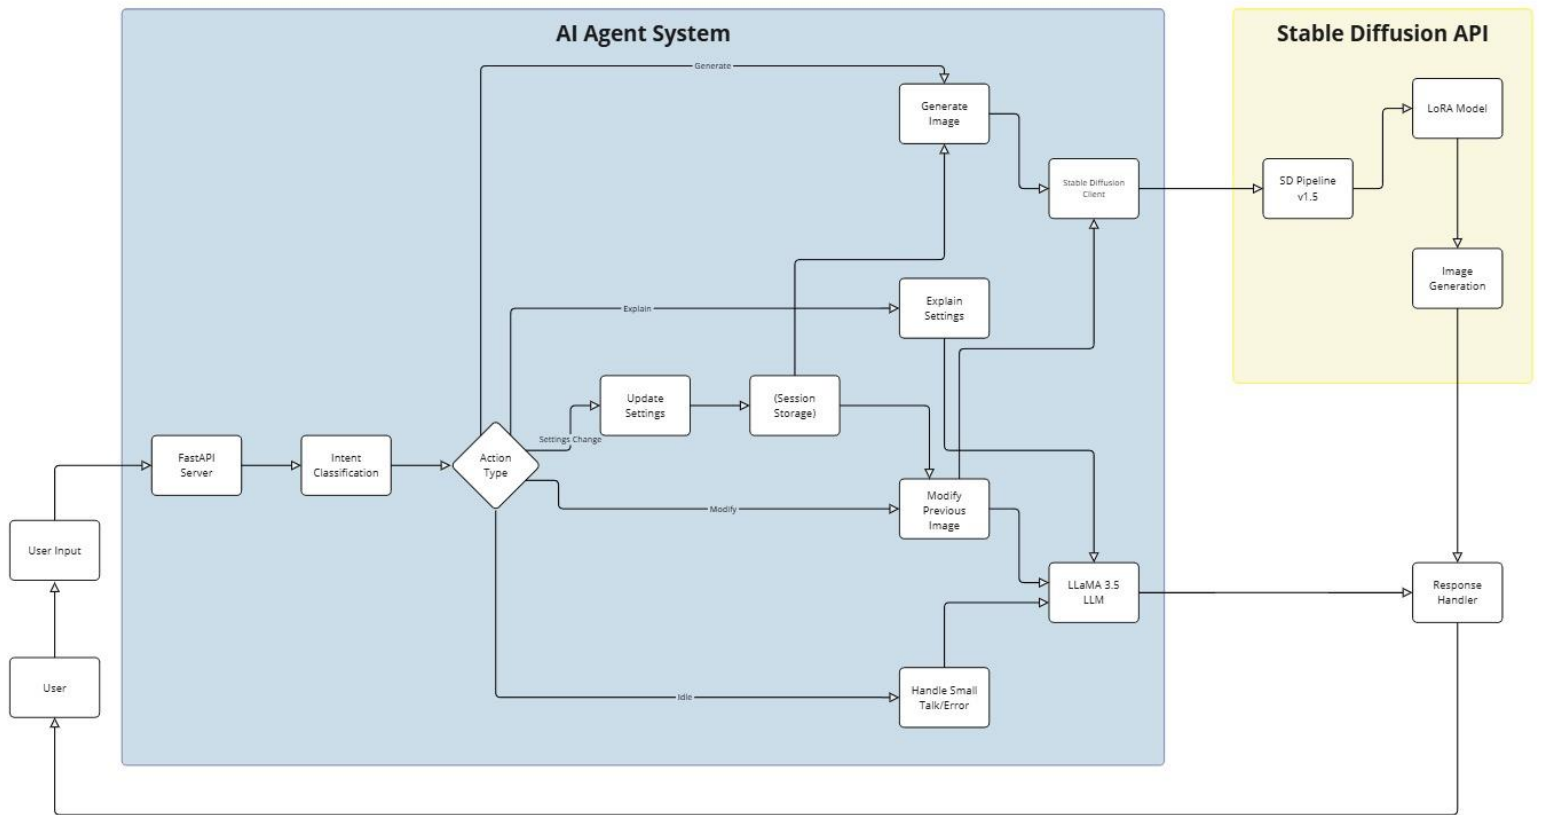 AI Agent System
Stable Diffusion API
Generate
Generate
Image
LoRA Model
Stable Diffusion
Client
SD Pipeline
v1.5
Image
Generation
Explain
Explain
Settings
Update
Settings
(Session
Storage)
Settings Change
FastAPI
Server
Intent
Classification
Action
Type
Modify
Modify
Previous
Image
User Input
LLaMA 3.5
LLM
Response
Handler
User
Idle
Handle Small
Talk/Error